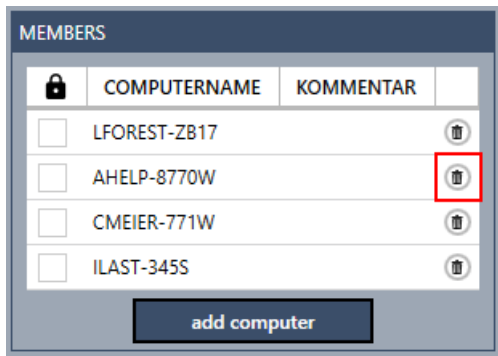 MEMBERS
COMPUTERNAME KOMMENTAR
LFOREST-ZB17
AHELP-8770W
CMEIER-771W
ILAST-345S
add computer